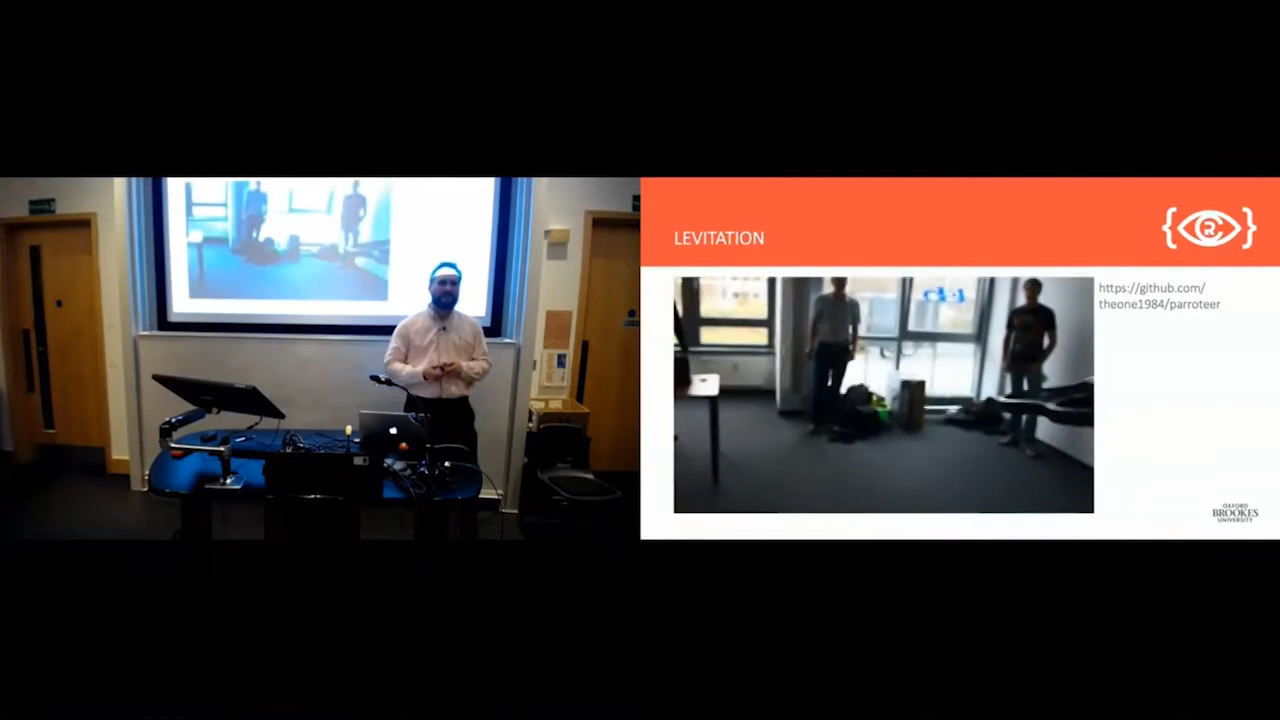 LEVITATION
https://github.com/
theone1984/parroteer
OXFORD
BROOKES
UNIVERSITY